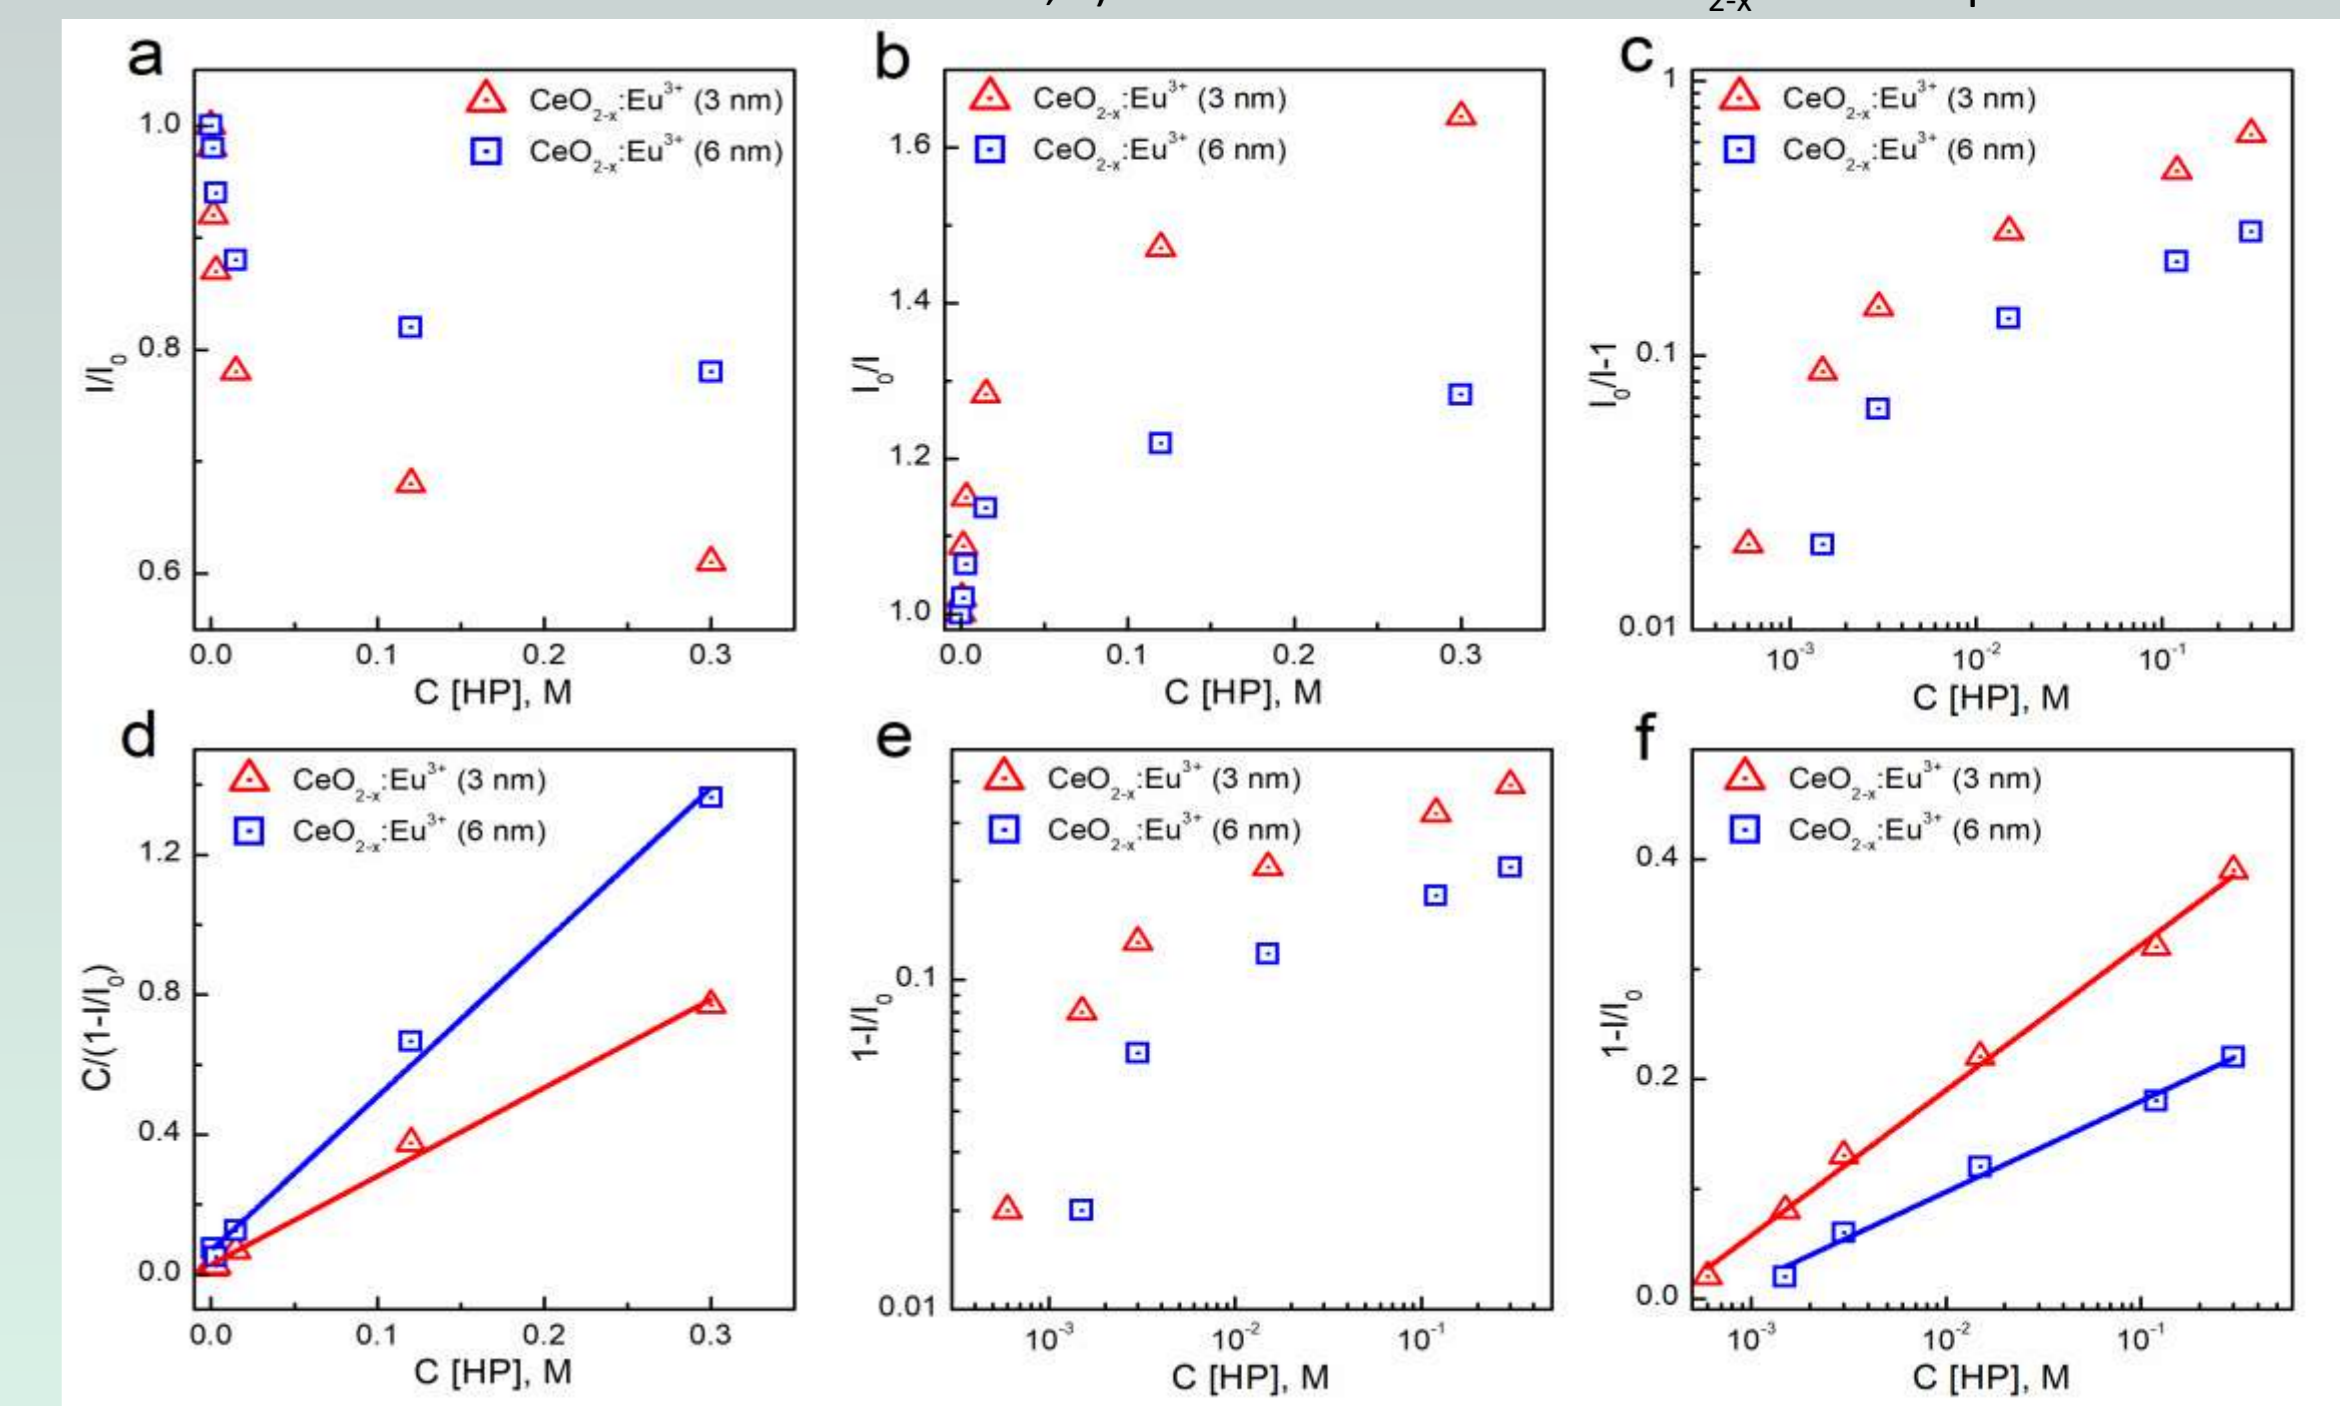 2-x
a
CeO2-x:Eu3+ (3 nm)
CeO2-x:Eu3+ (6 nm)
1.0
0.8
0.6
I/I0
0.0 0.1 0.2 0.3
C [HP], M
b
CeO2-x:Eu3+ (3 nm)
CeO2-x:Eu3+ (6 nm)
1.6
1.4
1.2
1.0
I0/I
0.0 0.1 0.2 0.3
C [HP], M
c
CeO2-x:Eu3+ (3 nm)
CeO2-x:Eu3+ (6 nm)
1
0.1
0.01
I0/I-1
10-3 10-2 10-1
C [HP], M
d
CeO2-x:Eu3+ (3 nm)
CeO2-x:Eu3+ (6 nm)
1.2
0.8
0.4
0.0
C/(1-I/I0)
0.0 0.1 0.2 0.3
C [HP], M
e
CeO2-x:Eu3+ (3 nm)
CeO2-x:Eu3+ (6 nm)
0.1
0.01
1-I/I0
10-3 10-2 10-1
C [HP], M
f
CeO2-x:Eu3+ (3 nm)
CeO2-x:Eu3+ (6 nm)
0.4
0.2
0.0
1-I/I0
10-3 10-2 10-1
C [HP], M